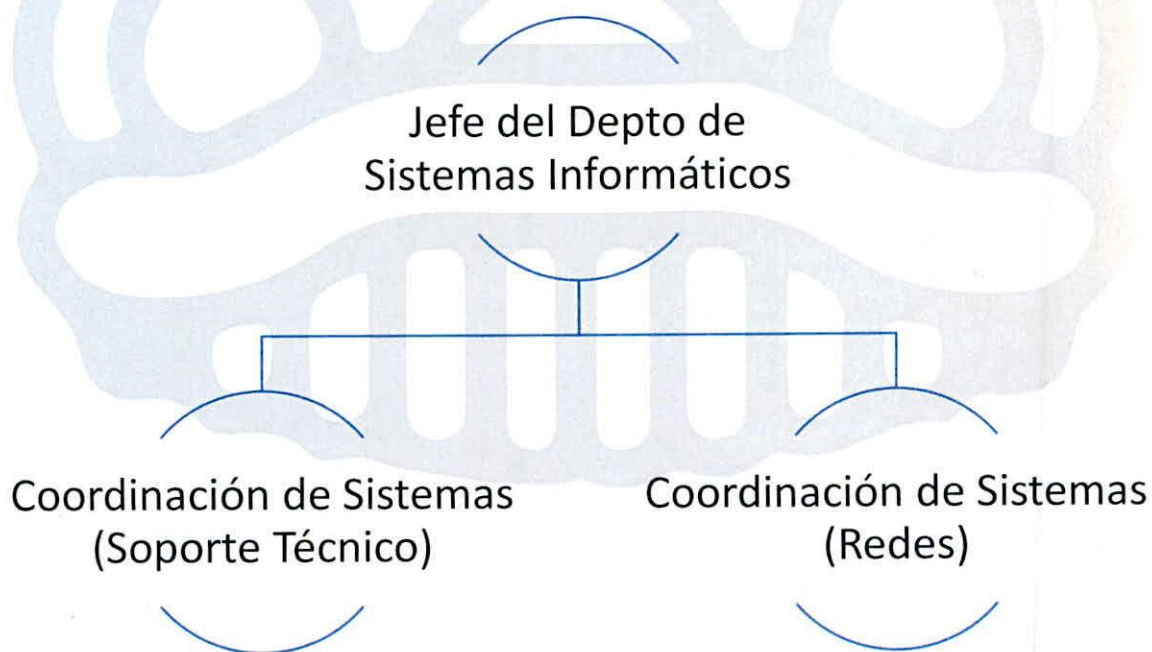 Jefe del Depto de
Sistemas Informáticos
Coordinación de Sistemas
(Soporte Técnico)
Coordinación de Sistemas
(Redes)